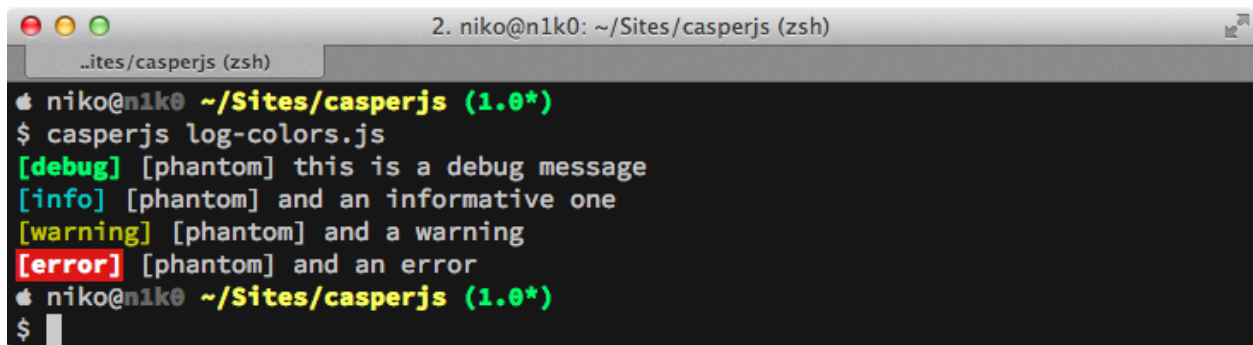 2. niko@n1k0: ~/Sites/casperjs (zsh)
..ites/casperjs (zsh)
niko@n1k0 ~/Sites/casperjs (1.0*)
$ casperjs log-colors.js
[debug] [phantom] this is a debug message
[info] [phantom] and an informative one
[warning] [phantom] and a warning
[error] [phantom] and an error
niko@n1k0 ~/Sites/casperjs (1.0*)
$